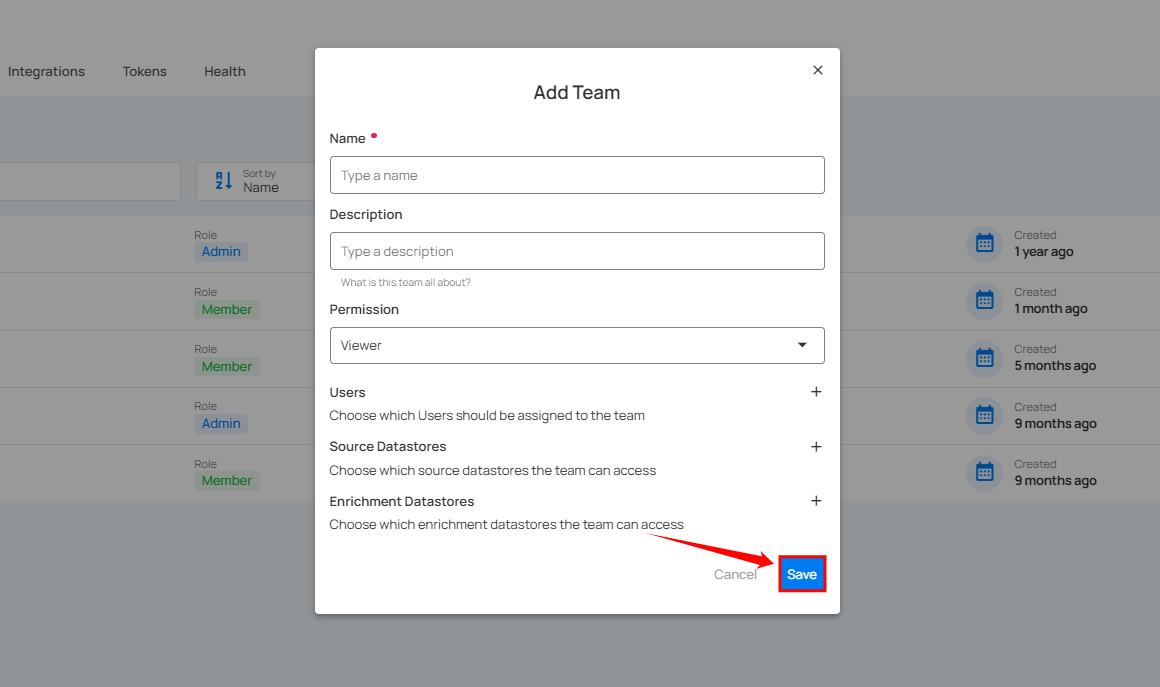 Integrations Tokens Health
Add Team
Name
Type a name
Sort by
Name
Description
Type a description
What is this team all about?
Permission
Viewer
Users
Choose which Users should be assigned to the team
Source Datastores
Choose which source datastores the team can access
Enrichment Datastores
Choose which enrichment datastores the team can access
Cancel Save
Role
Admin
Created
1 year ago
Role
Member
Created
1 month ago
Role
Member
Created
5 months ago
Role
Admin
Created
9 months ago
Role
Member
Created
9 months ago